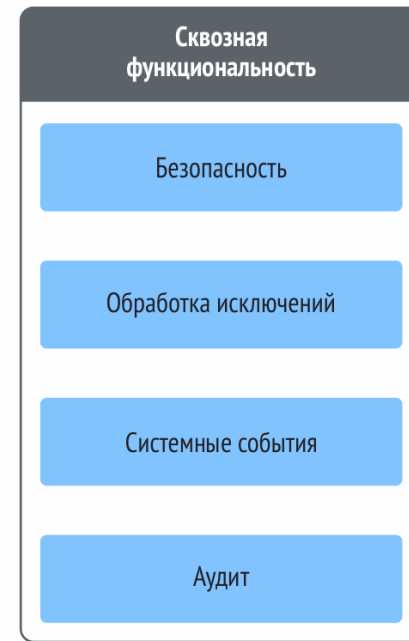 Сквозная
функциональность
Безопасность
Обработка исключений
Системные события
Аудит